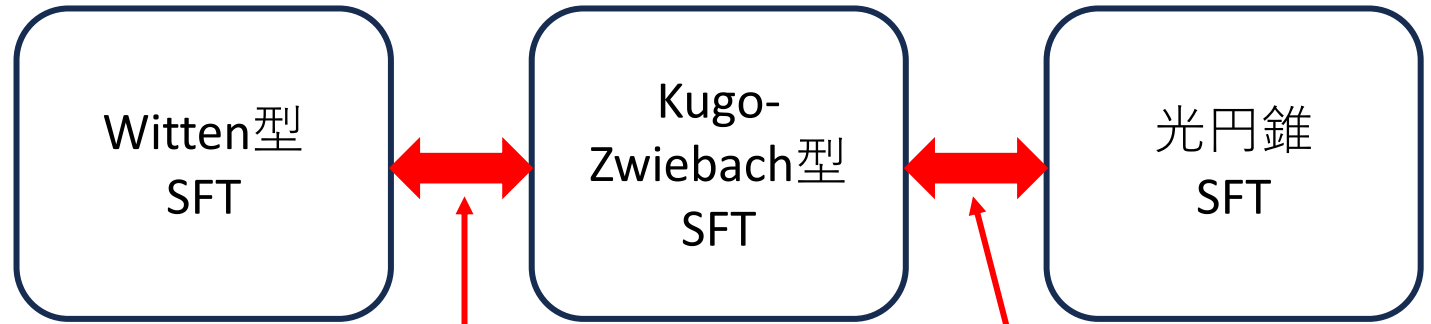 Witten型
SFT
Kugo-
Zwiebach型
SFT
光円錐
SFT